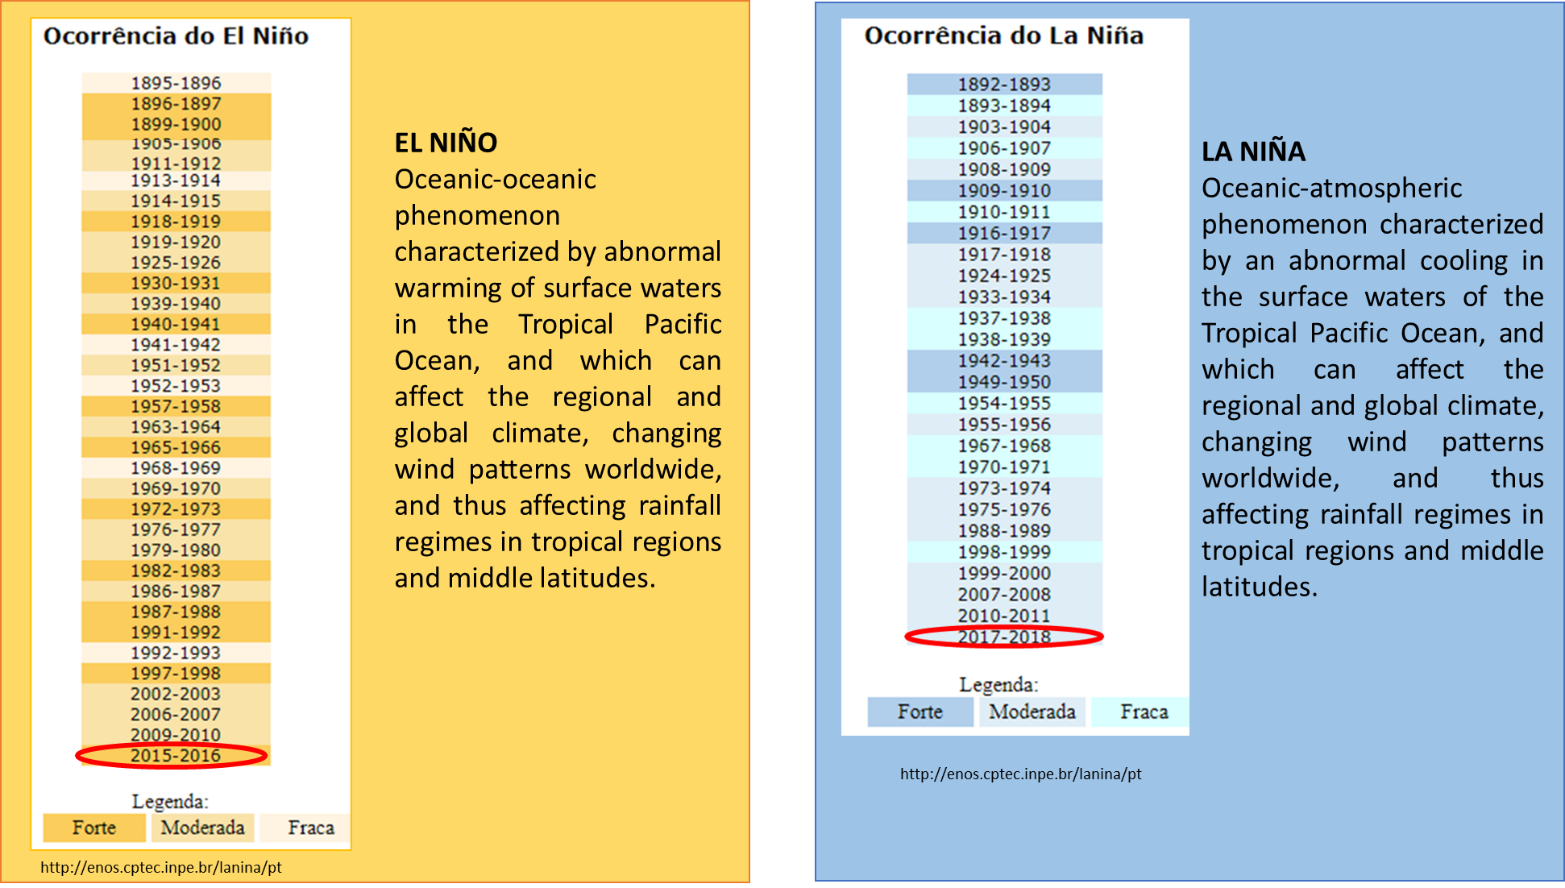 Ocorrência do El Niño
1895-1896
1896-1897
1899-1900
1905-1906
1911-1912
1913-1914
1914-1915
1918-1919
1919-1920
1925-1926
1930-1931
1939-1940
1940-1941
1941-1942
1951-1952
1952-1953
1957-1958
1963-1964
1965-1966
1968-1969
1969-1970
1972-1973
1976-1977
1979-1980
1982-1983
1986-1987
1987-1988
1991-1992
1992-1993
1997-1998
2002-2003
2006-2007
2009-2010
2015-2016
Legenda:
Forte Moderada Fraca
http://enos.cptec.inpe.br/lanina/pt
EL NIÑO
Oceanic-oceanic
phenomenon
characterized by abnormal
warming of surface waters
in the Tropical Pacific
Ocean, and which can
affect the regional and
global climate, changing
wind patterns worldwide,
and thus affecting rainfall
regimes in tropical regions
and middle latitudes.
Ocorrência do La Niña
1892-1893
1893-1894
1903-1904
1906-1907
1908-1909
1909-1910
1910-1911
1916-1917
1917-1918
1924-1925
1933-1934
1937-1938
1938-1939
1942-1943
1949-1950
1954-1955
1955-1956
1967-1968
1970-1971
1973-1974
1975-1976
1988-1989
1998-1999
1999-2000
2007-2008
2010-2011
2017-2018
Legenda:
Forte Moderada Fraca
http://enos.cptec.inpe.br/lanina/pt
LA NIÑA
Oceanic-atmospheric
phenomenon characterized
by an abnormal cooling in
the surface waters of the
Tropical Pacific Ocean, and
which can affect the
regional and global climate,
changing wind patterns
worldwide, and thus
affecting rainfall regimes in
tropical regions and middle
latitudes.